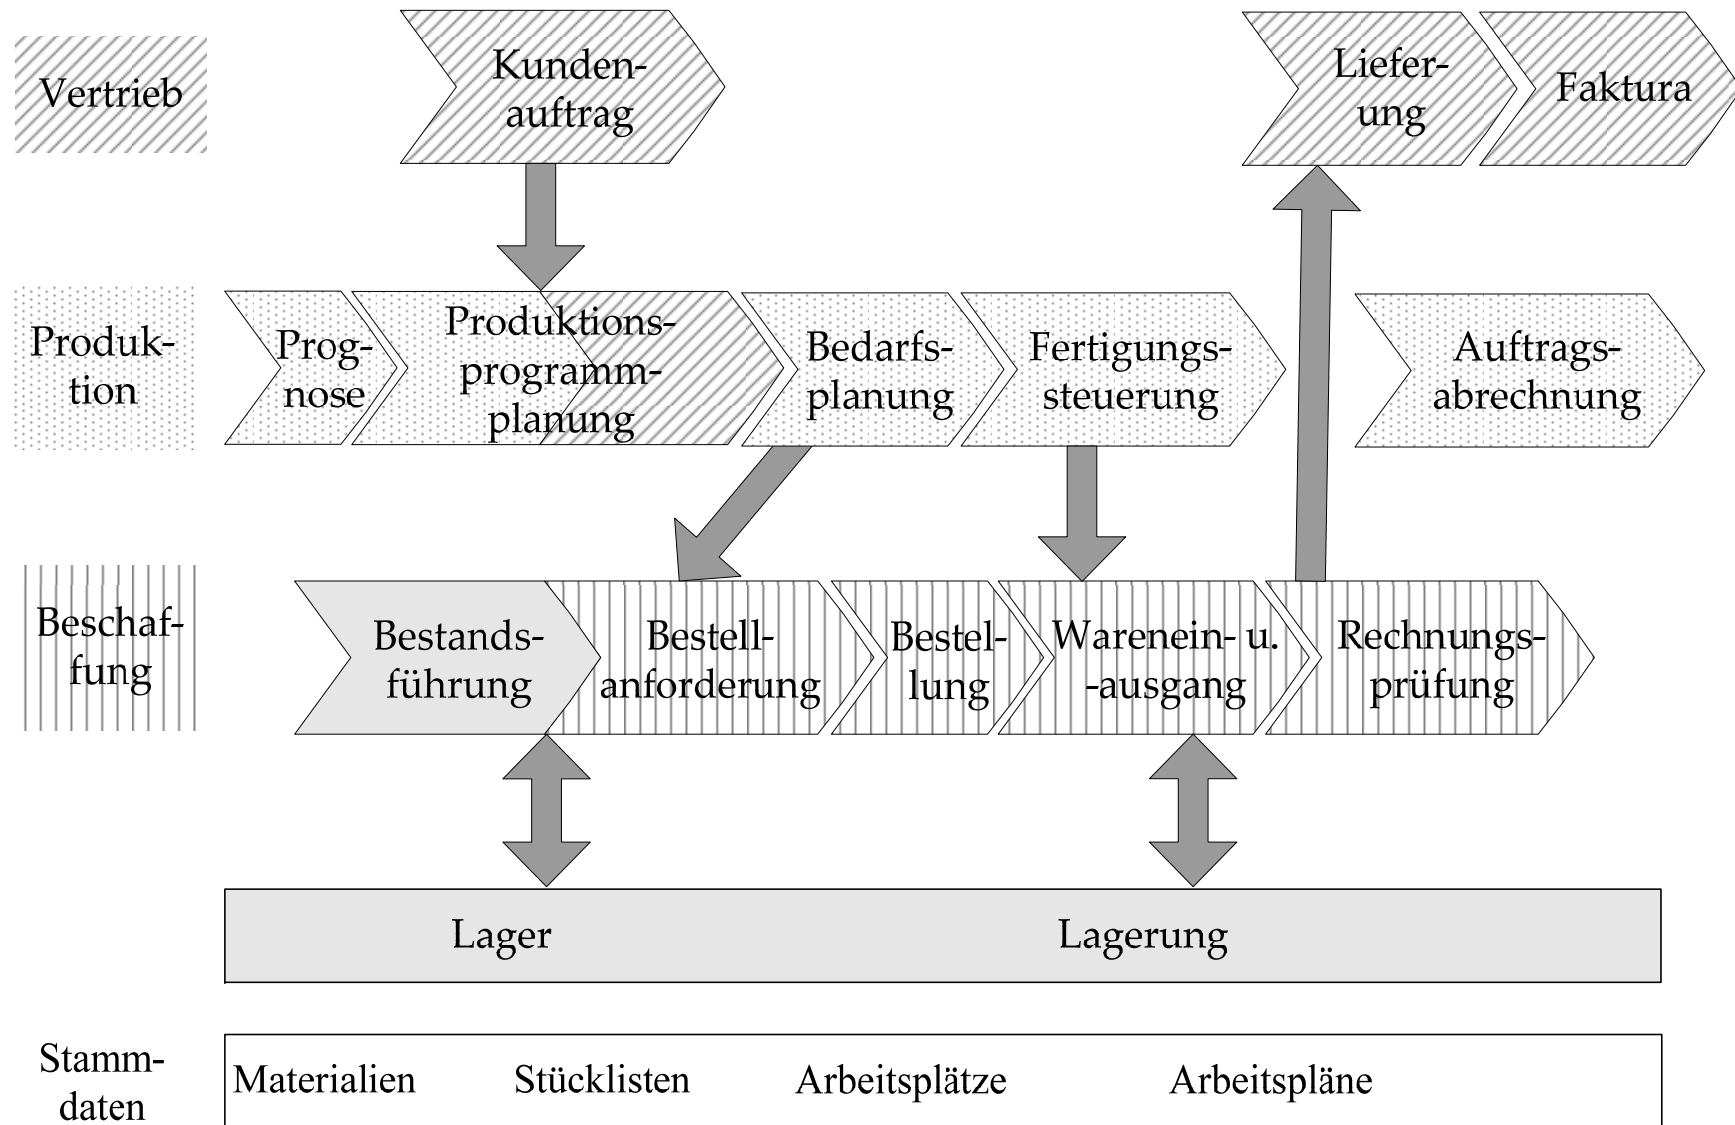 Vertrieb
Kunden-
auftrag
Liefer-
ung
Faktura
Produk-
tion
Prog-
nose
Produktions-
programm-
planung
Bedarfs-
planung
Fertigungs-
steuerung
Auftrags-
abrechnung
Beschaf-
fung
Bestands-
führung
Bestell-
anforderung
Bestel-
lung
Warenein- u.
-ausgang
Rechnungs-
prüfung
Lager
Lagerung
Stamm-
daten
Materialien
Stücklisten
Arbeitsplätze
Arbeitspläne